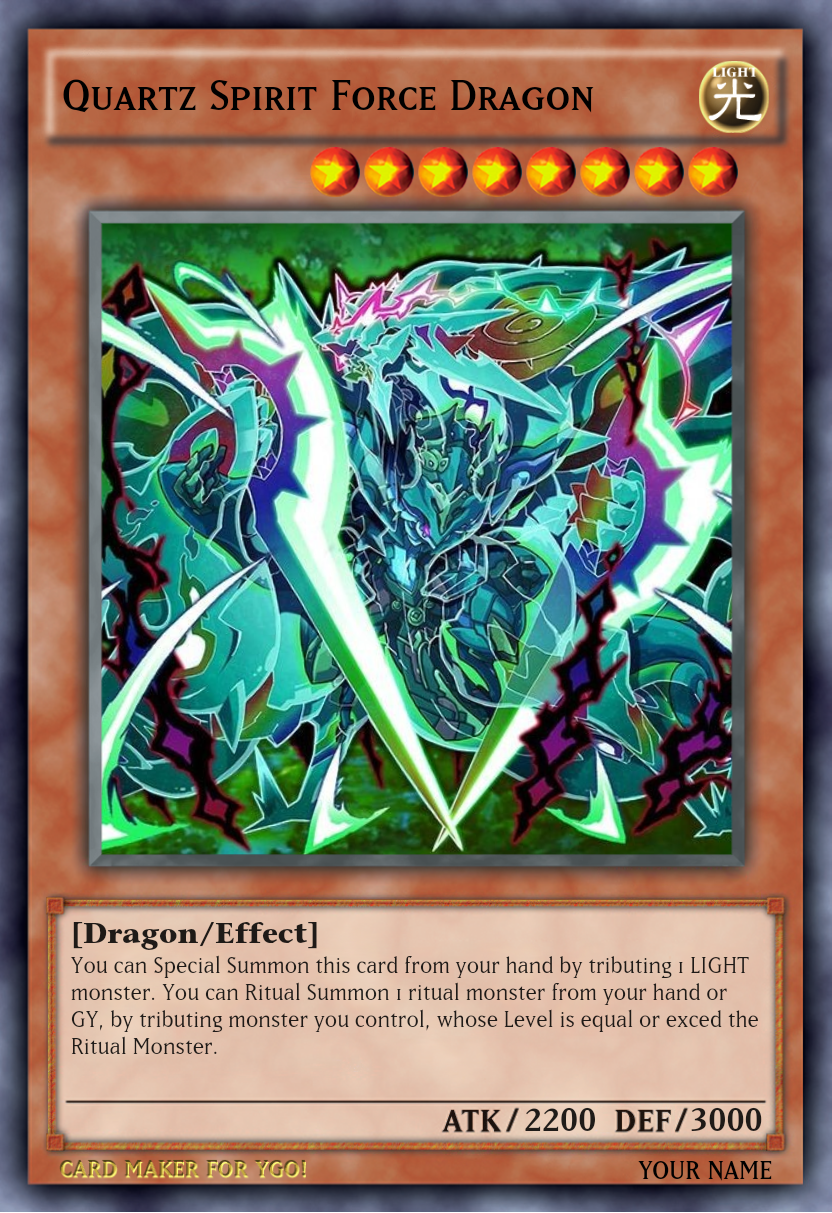 Quartz Spirit Force Dragon
LIGHT
光
[Dragon/Effect]
You can Special Summon this card from your hand by tributing 1 LIGHT
monster. You can Ritual Summon 1 ritual monster from your hand or
GY, by tributing monster you control, whose Level is equal or exced the
Ritual Monster.
ATK/2200 DEF/3000
CARD MAKER FOR YGO!
YOUR NAME